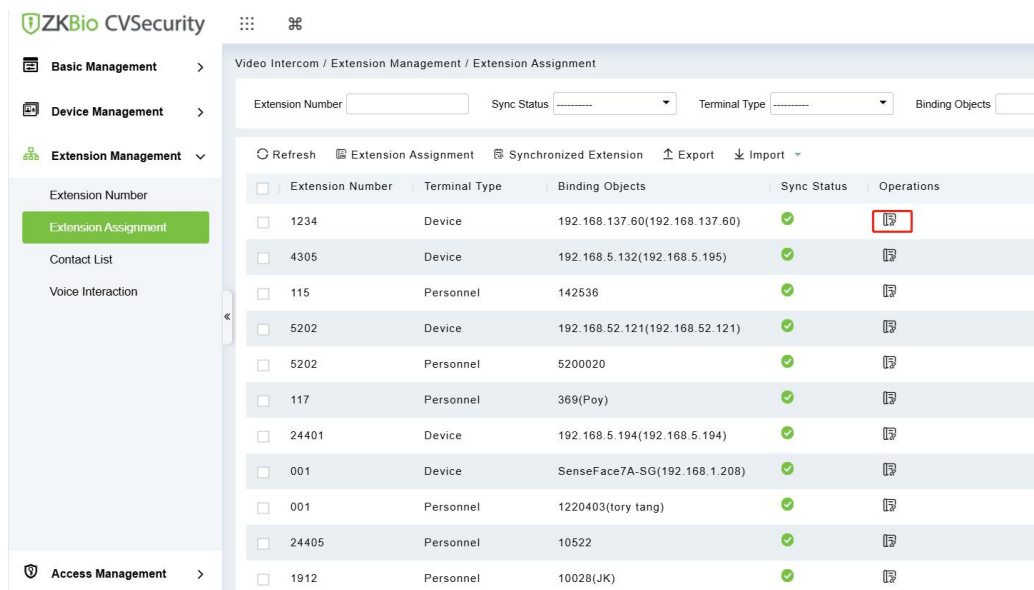 ZKBio CVSecurity
Basic Management
Device Management
Extension Management
Extension Number
Extension Assignment
Contact List
Voice Interaction
Access Management
Video Intercom / Extension Management / Extension Assignment
Extension Number Sync Status ---------- Terminal Type ---------- Binding Objects
Refresh Extension Assignment Synchronized Extension Export Import
Extension Number Terminal Type Binding Objects Sync Status Operations
1234 Device 192.168.137.60(192.168.137.60)
4305 Device 192.168.5.132(192.168.5.195)
115 Personnel 142536
5202 Device 192.168.52.121(192.168.52.121)
5202 Personnel 5200020
117 Personnel 369(Poy)
24401 Device 192.168.5.194(192.168.5.194)
001 Device SenseFace7A-SG(192.168.1.208)
001 Personnel 1220403(tory tang)
24405 Personnel 10522
1912 Personnel 10028(JK)